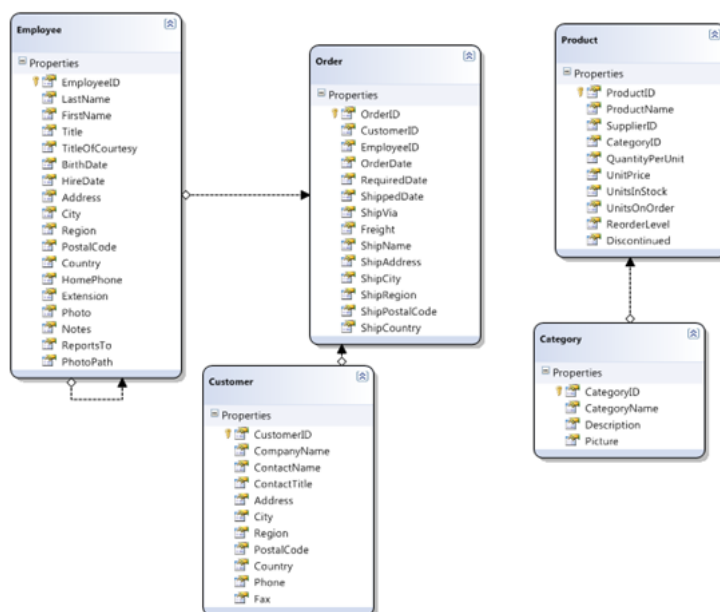 Employee
Properties
EmployeeID
LastName
FirstName
Title
TitleOfCourtesy
BirthDate
HireDate
Address
City
Region
PostalCode
Country
HomePhone
Extension
Photo
Notes
ReportsTo
PhotoPath
Order
Properties
OrderID
CustomerID
EmployeeID
OrderDate
RequiredDate
ShippedDate
ShipVia
Freight
ShipName
ShipAddress
ShipCity
ShipRegion
ShipPostalCode
ShipCountry
Product
Properties
ProductID
ProductName
SupplierID
CategoryID
QuantityPerUnit
UnitPrice
UnitsInStock
UnitsOnOrder
ReorderLevel
Discontinued
Customer
Properties
CustomerID
CompanyName
ContactName
ContactTitle
Address
City
Region
PostalCode
Country
Phone
Fax
Category
Properties
CategoryID
CategoryName
Description
Picture